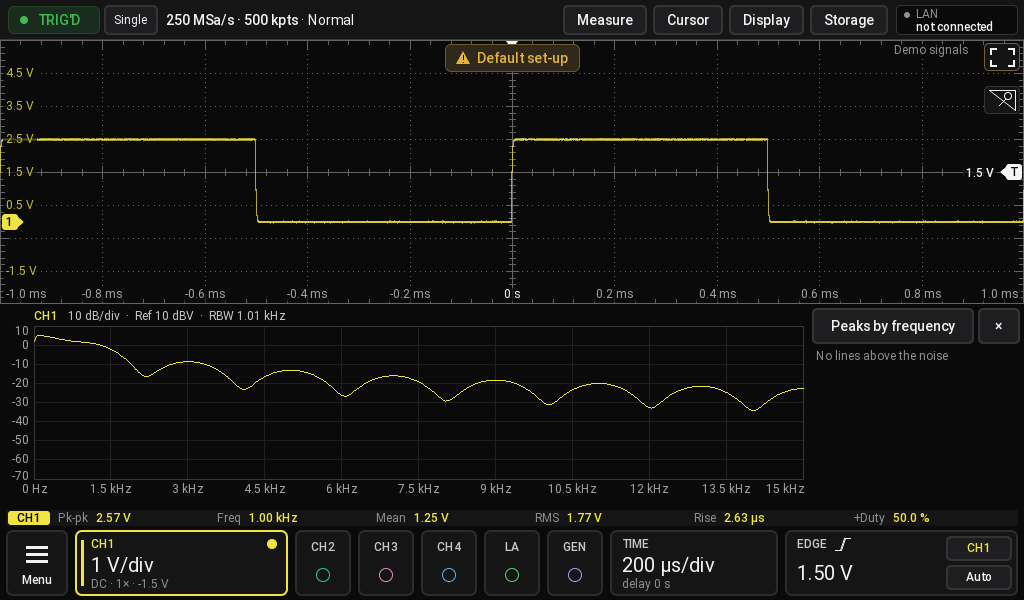 TRIG'D Single 250 MSa/s · 500 kpts · Normal Measure Cursor Display Storage LAN
not connected
Demo signals
Default set-up
4.5 V
3.5 V
2.5 V
1.5 V
1.5 V T
0.5 V
1
-1.5 V
-1.0 ms -0.8 ms -0.6 ms -0.4 ms -0.2 ms 0 s 0.2 ms 0.4 ms 0.6 ms 0.8 ms 1.0 ms
CH1 10 dB/div · Ref 10 dBV · RBW 1.01 kHz
Peaks by frequency ×
No lines above the noise
10
0
-10
-20
-30
-40
-50
-60
-70
0 Hz 1.5 kHz 3 kHz 4.5 kHz 6 kHz 7.5 kHz 9 kHz 10.5 kHz 12 kHz 13.5 kHz 15 kHz
CH1 Pk-pk 2.57 V Freq 1.00 kHz Mean 1.25 V RMS 1.77 V Rise 2.63 µs +Duty 50.0 %
Menu
CH1
1 V/div
DC · 1× · -1.5 V
CH2 CH3 CH4 LA GEN
TIME
200 µs/div
delay 0 s
EDGE
1.50 V
CH1
Auto